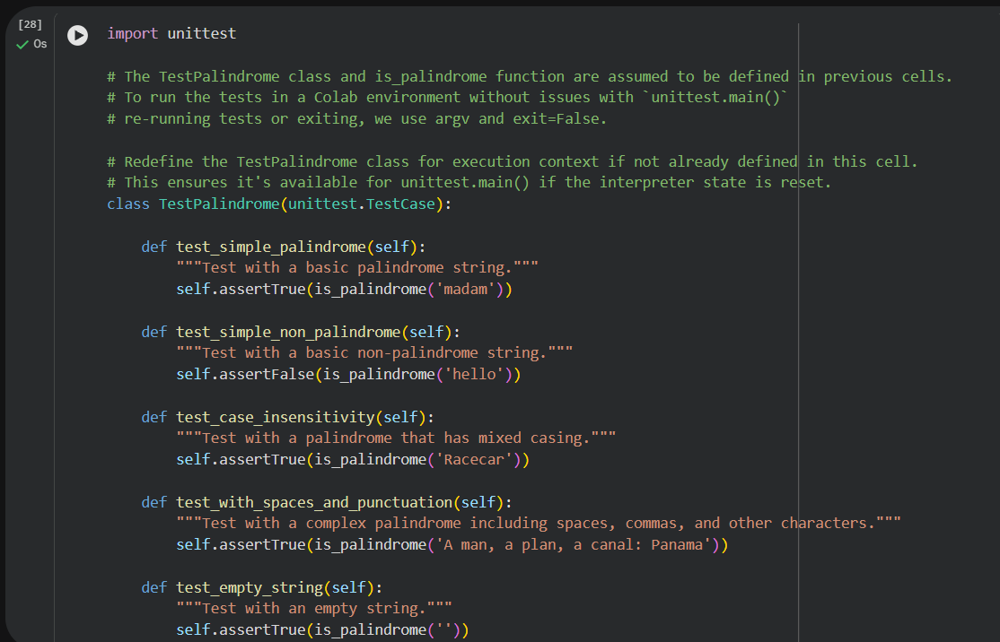 [28]
0s
import unittest
# The TestPalindrome class and is_palindrome function are assumed to be defined in previous cells.
# To run the tests in a Colab environment without issues with `unittest.main()`
# re-running tests or exiting, we use argv and exit=False.
# Redefine the TestPalindrome class for execution context if not already defined in this cell.
# This ensures it's available for unittest.main() if the interpreter state is reset.
class TestPalindrome(unittest.TestCase):
    def test_simple_palindrome(self):
        """Test with a basic palindrome string."""
        self.assertTrue(is_palindrome('madam'))
    def test_simple_non_palindrome(self):
        """Test with a basic non-palindrome string."""
        self.assertFalse(is_palindrome('hello'))
    def test_case_insensitivity(self):
        """Test with a palindrome that has mixed casing."""
        self.assertTrue(is_palindrome('Racecar'))
    def test_with_spaces_and_punctuation(self):
        """Test with a complex palindrome including spaces, commas, and other characters."""
        self.assertTrue(is_palindrome('A man, a plan, a canal: Panama'))
    def test_empty_string(self):
        """Test with an empty string."""
        self.assertTrue(is_palindrome(''))